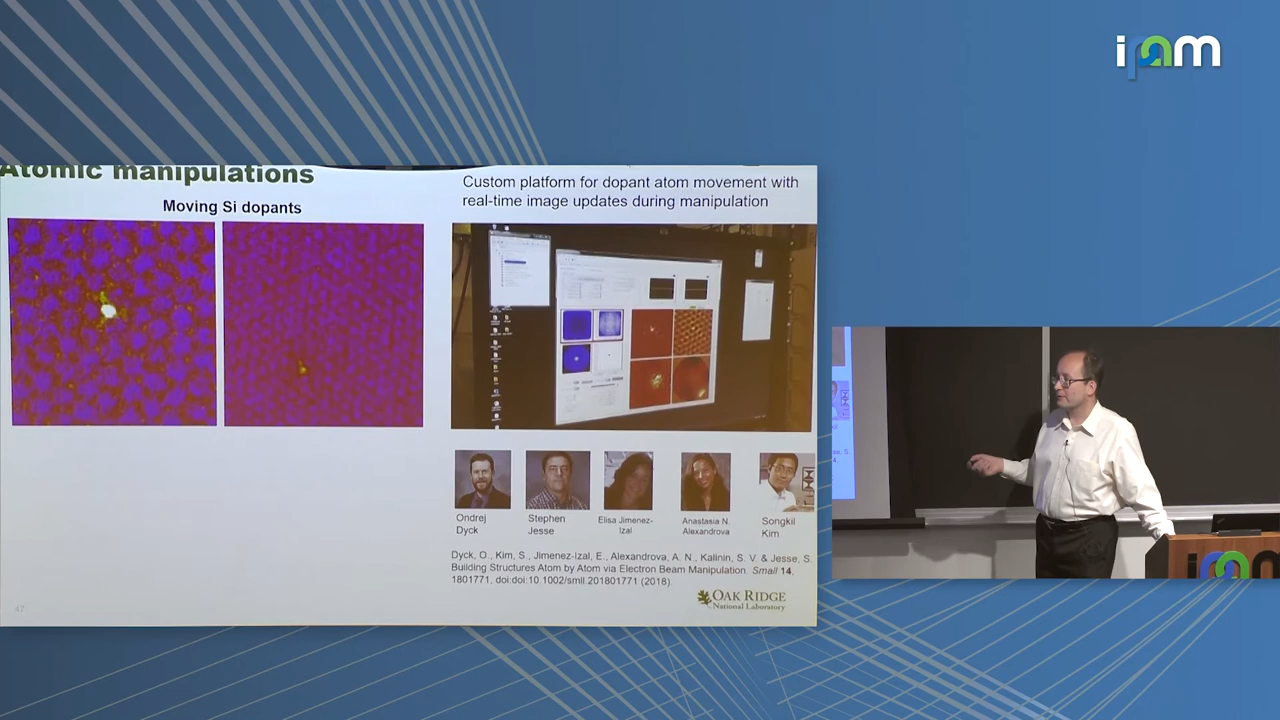 ipam
Atomic manipulations
Moving Si dopants
Custom platform for dopant atom movement with
real-time image updates during manipulation
Ondrej
Dyck
Stephen
Jesse
Elisa Jimenez-
Izal
Anastasia N.
Alexandrova
Songkil
Kim
Dyck, O., Kim, S., Jimenez-Izal, E., Alexandrova, A. N., Kalinin, S. V. & Jesse, S.
Building Structures Atom by Atom via Electron Beam Manipulation. Small 14,
1801771, doi:doi:10.1002/smll.201801771 (2018).
47
OAK RIDGE
National Laboratory
ipam